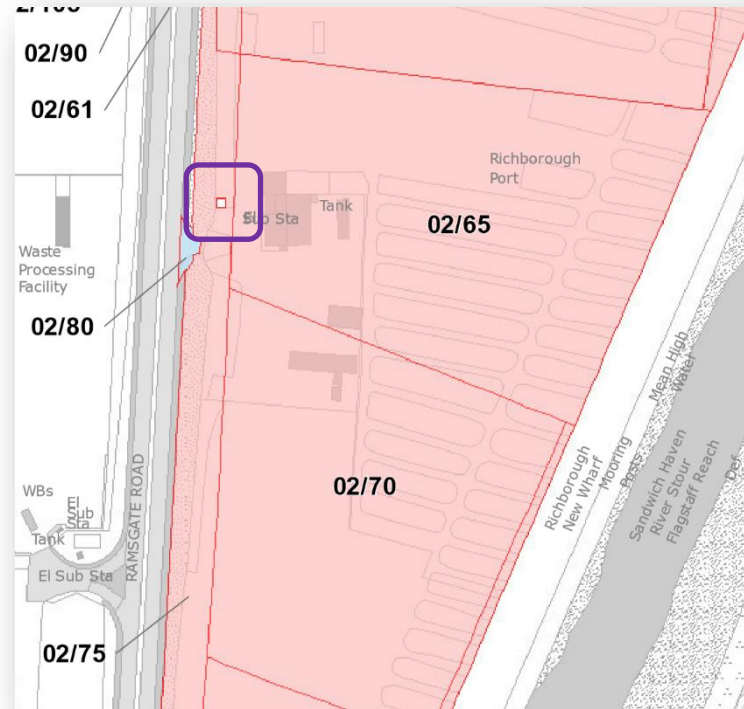 02/90
02/61
Richborough
Port
El
Sub Sta
Tank
02/65
Waste
Processing
Facility
02/80
Mean High
Water
Richborough
New Wharf
Mooring
Posts
Sandwich Haven
River Stour
Flagstaff Reach
Def
02/70
RAMSGATE ROAD
WBs
El
Sub
Sta
Tank
El Sub Sta
02/75